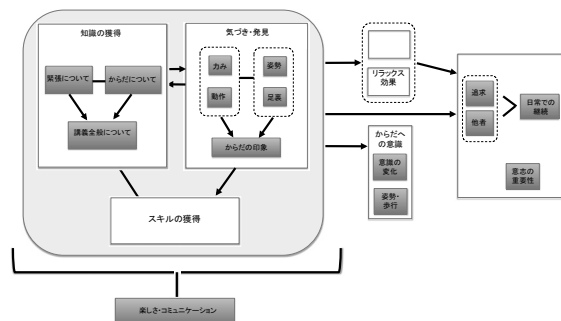 知識の獲得
緊張について
からだについて
講義全般について
気づき・発見
力み
姿勢
動作
足裏
からだの印象
スキルの獲得
楽しさ・コミュニケーション
リラックス
効果
からだへ
の意識
意識の
変化
姿勢・
歩行
追求
他者
日常での
継続
意志の
重要性